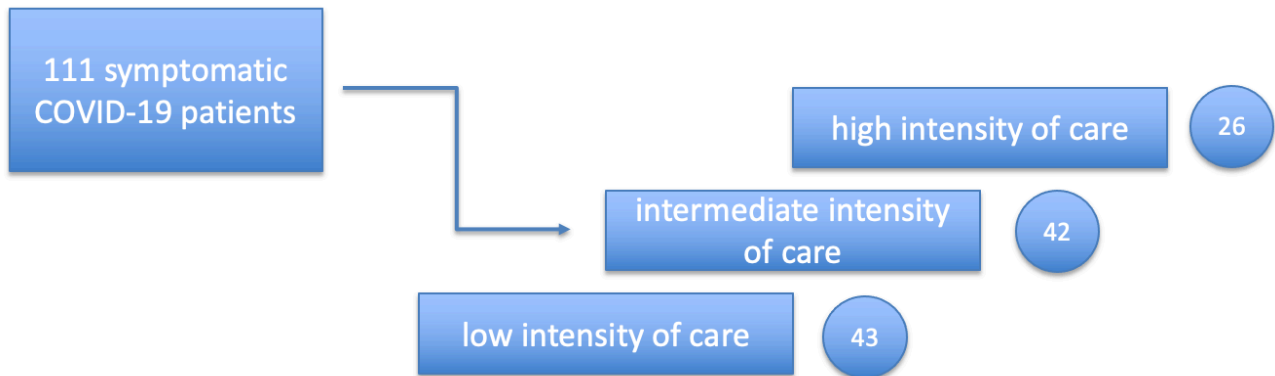 111 symptomatic
COVID-19 patients
high intensity of care
26
intermediate intensity
of care
42
low intensity of care
43